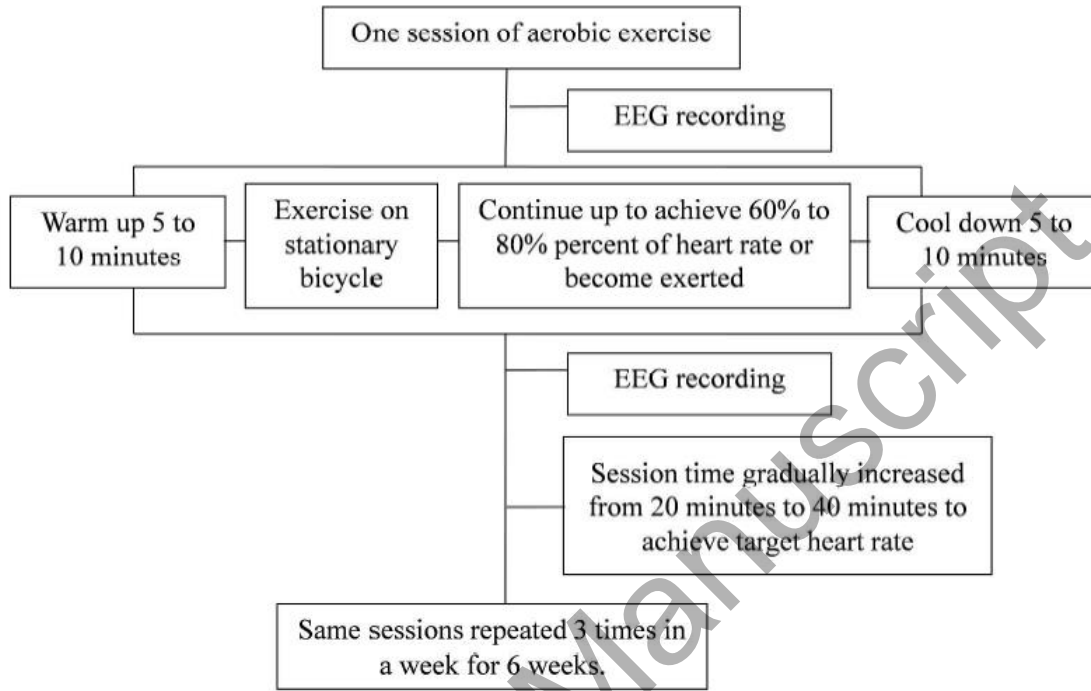 One session of aerobic exercise
EEG recording
Warm up 5 to
10 minutes
Exercise on
stationary
bicycle
Continue up to achieve 60% to
80% percent of heart rate or
become exerted
Cool down 5 to
10 minutes
EEG recording
Session time gradually increased
from 20 minutes to 40 minutes to
achieve target heart rate
Same sessions repeated 3 times in
a week for 6 weeks.
Manuscript